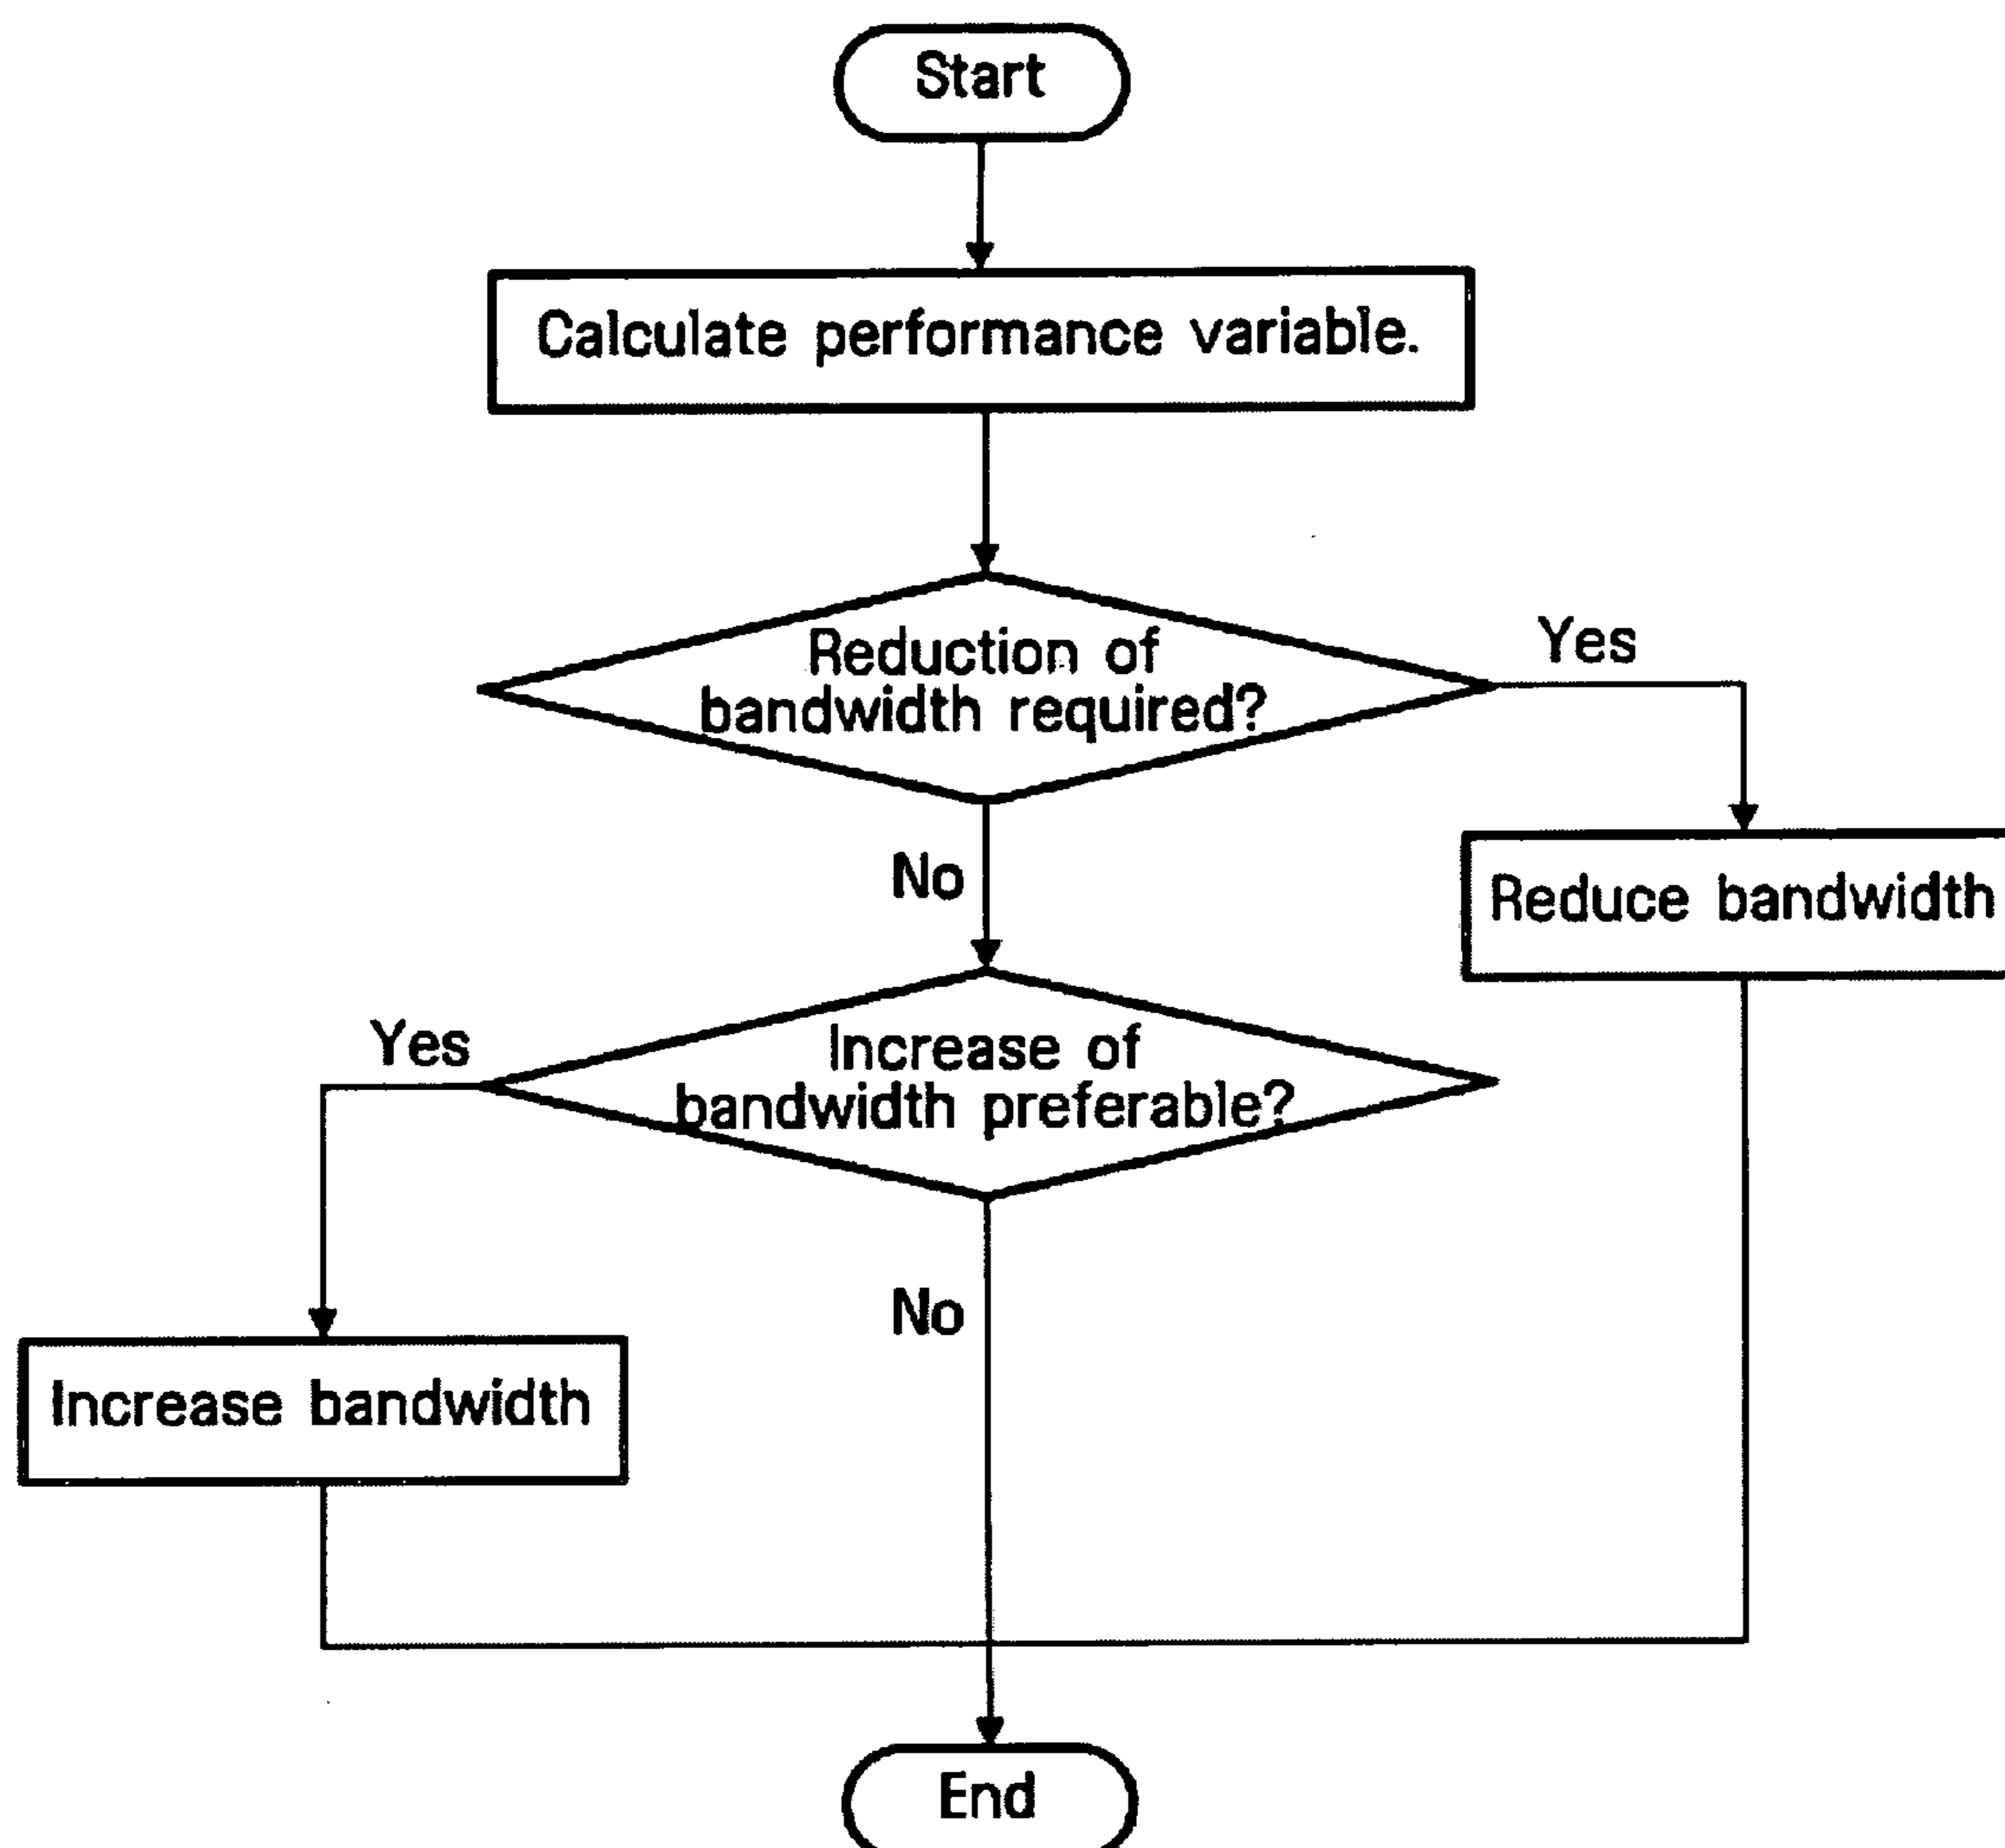 Start
Calculate performance variable.
Reduction of
bandwidth required?
Yes
No
Reduce bandwidth
Increase of
bandwidth preferable?
Yes
No
Increase bandwidth
End